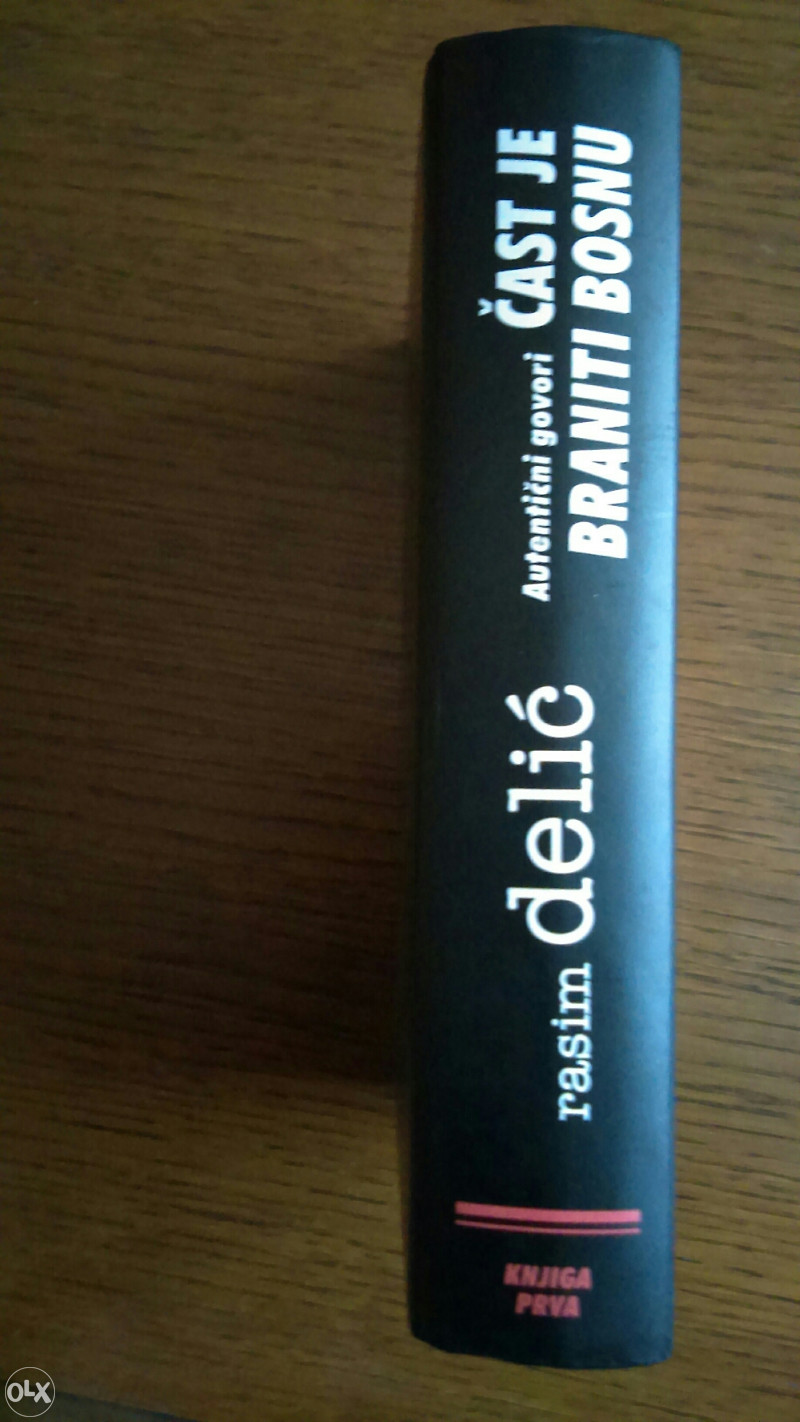 KNJIGA
PRVA
rasim delić
Autentični govori ČAST JE
BRANITI BOSNU
OLX